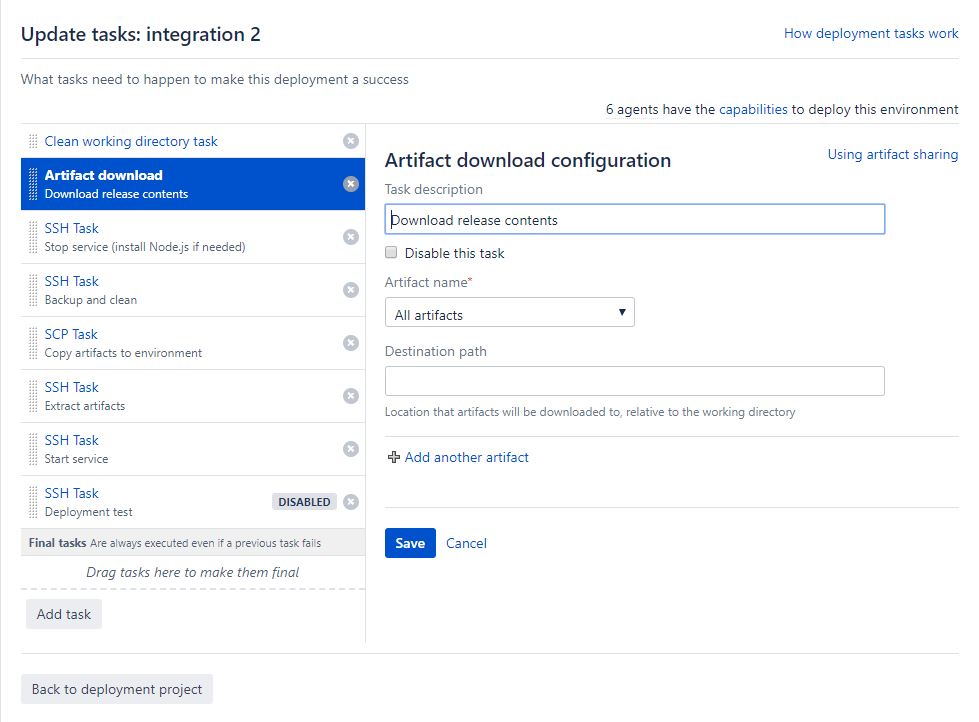 Update tasks: integration 2
How deployment tasks work
What tasks need to happen to make this deployment a success
6 agents have the capabilities to deploy this environment
Clean working directory task
Artifact download
Download release contents
SSH Task
Stop service (install Node.js if needed)
SSH Task
Backup and clean
SCP Task
Copy artifacts to environment
SSH Task
Extract artifacts
SSH Task
Start service
SSH Task
Deployment test
DISABLED
Final tasks Are always executed even if a previous task fails
Drag tasks here to make them final
Add task
Artifact download configuration
Using artifact sharing
Task description
Download release contents
Disable this task
Artifact name*
All artifacts
Destination path
Location that artifacts will be downloaded to, relative to the working directory
Add another artifact
Save
Cancel
Back to deployment project